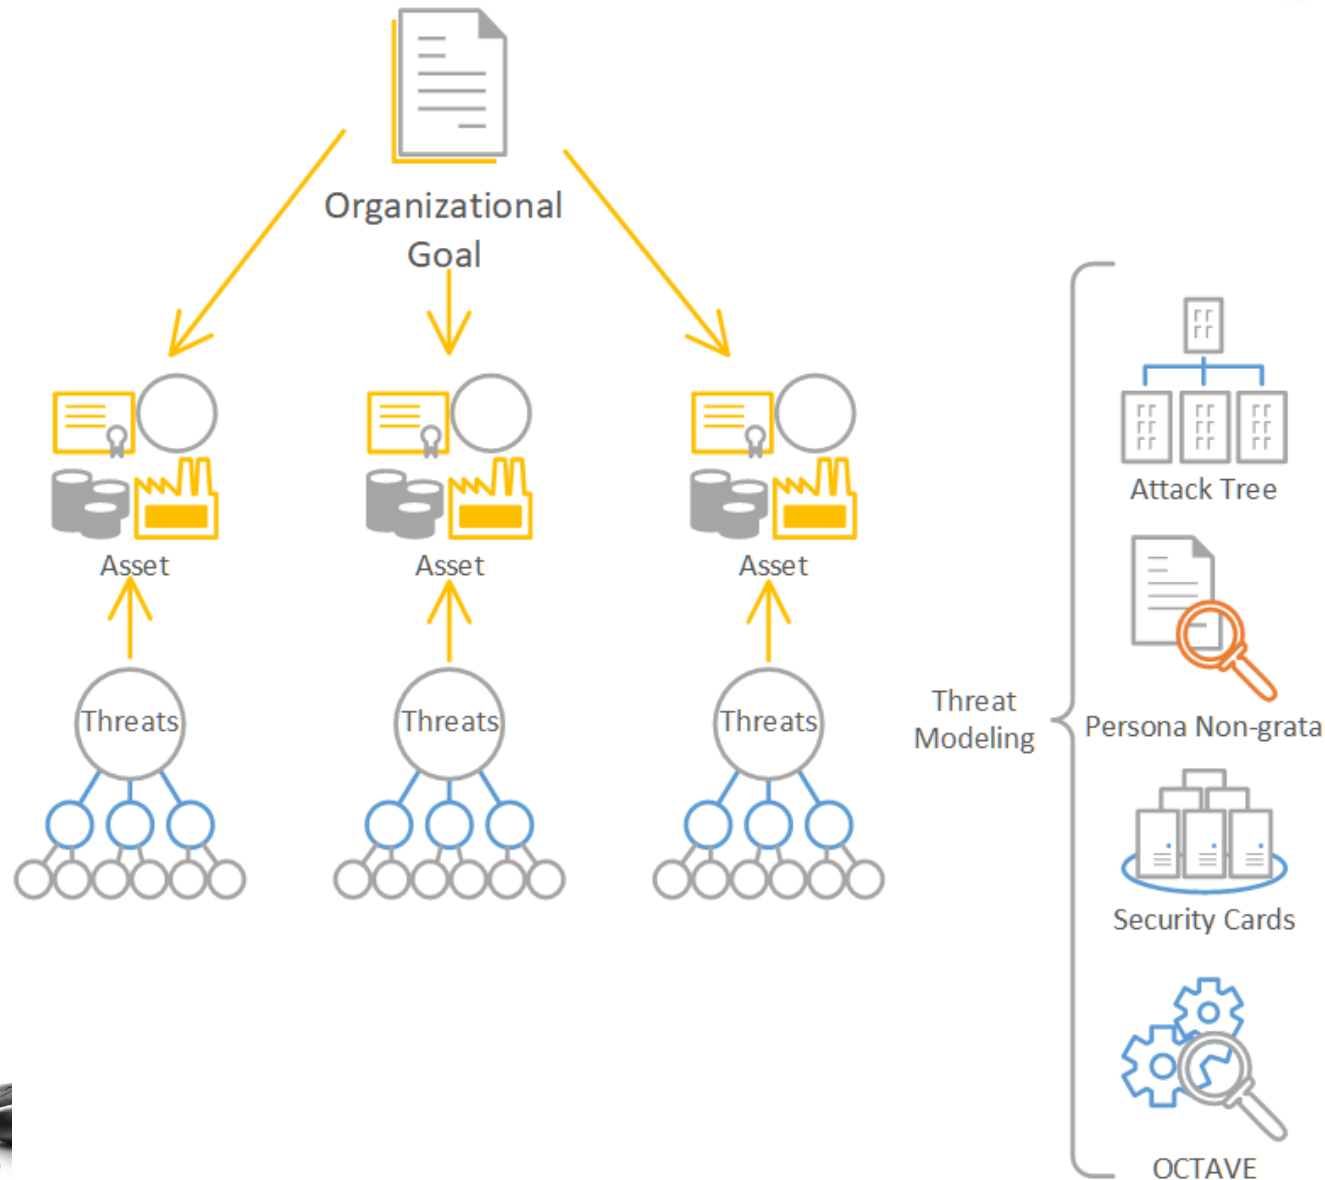 Organizational
Goal
Asset
Asset
Asset
Threats
Threats
Threats
Threat
Modeling
Attack Tree
Persona Non-grata
Security Cards
OCTAVE